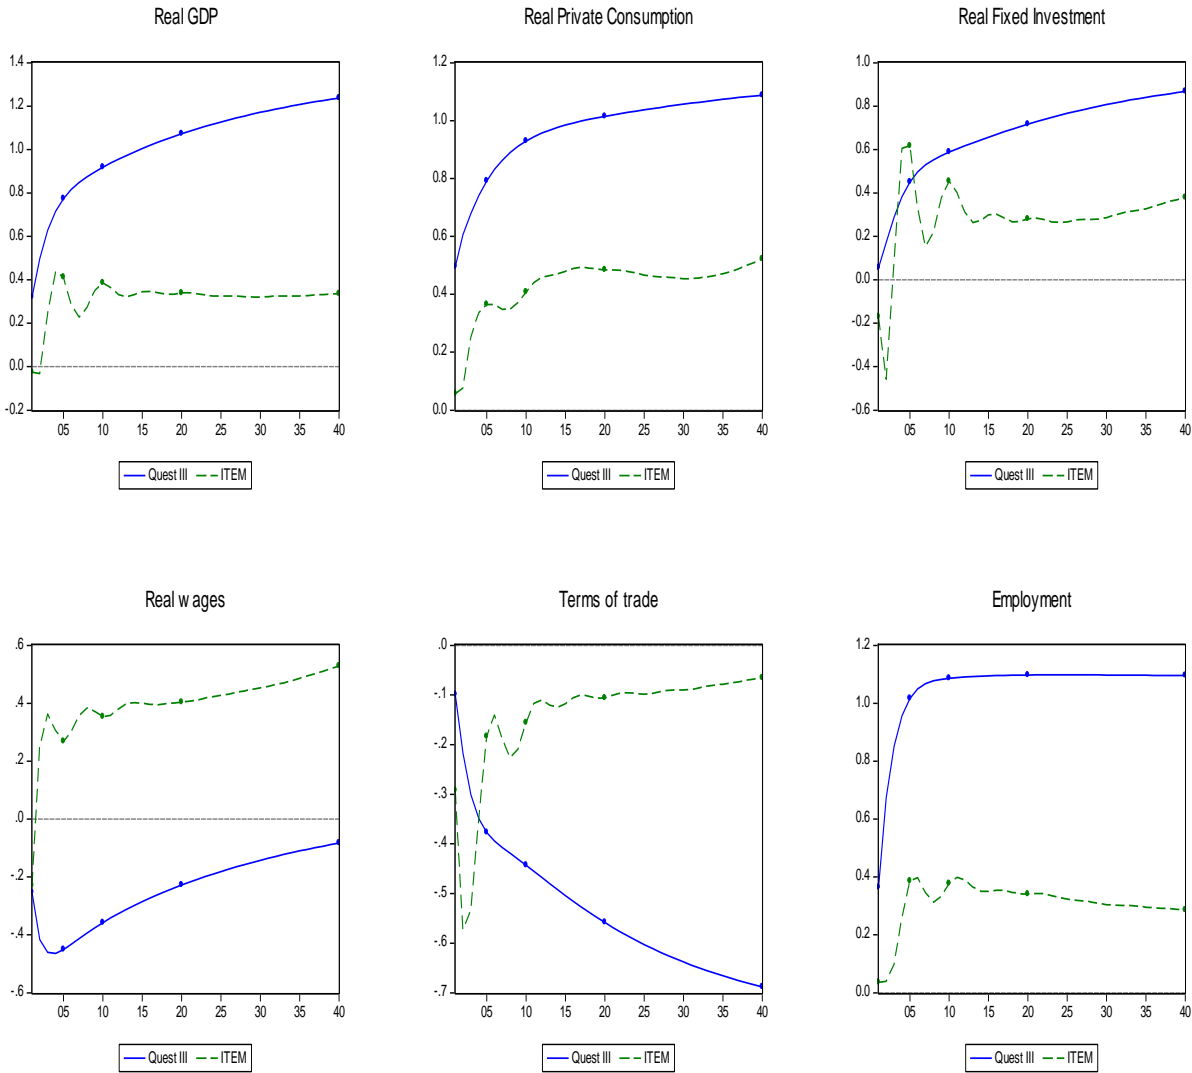 Real GDP
1.4
1.2
1.0
0.8
0.6
0.4
0.2
0.0
-0.2
05 10 15 20 25 30 35 40
Quest III ITEM
Real Private Consumption
1.2
1.0
0.8
0.6
0.4
0.2
0.0
05 10 15 20 25 30 35 40
Quest III ITEM
Real Fixed Investment
1.0
0.8
0.6
0.4
0.2
0.0
-0.2
-0.4
-0.6
05 10 15 20 25 30 35 40
Quest III ITEM
Real wages
.6
.4
.2
.0
-.2
-.4
-.6
05 10 15 20 25 30 35 40
Quest III ITEM
Terms of trade
.0
-.1
-.2
-.3
-.4
-.5
-.6
-.7
05 10 15 20 25 30 35 40
Quest III ITEM
Employment
1.2
1.0
0.8
0.6
0.4
0.2
0.0
05 10 15 20 25 30 35 40
Quest III ITEM